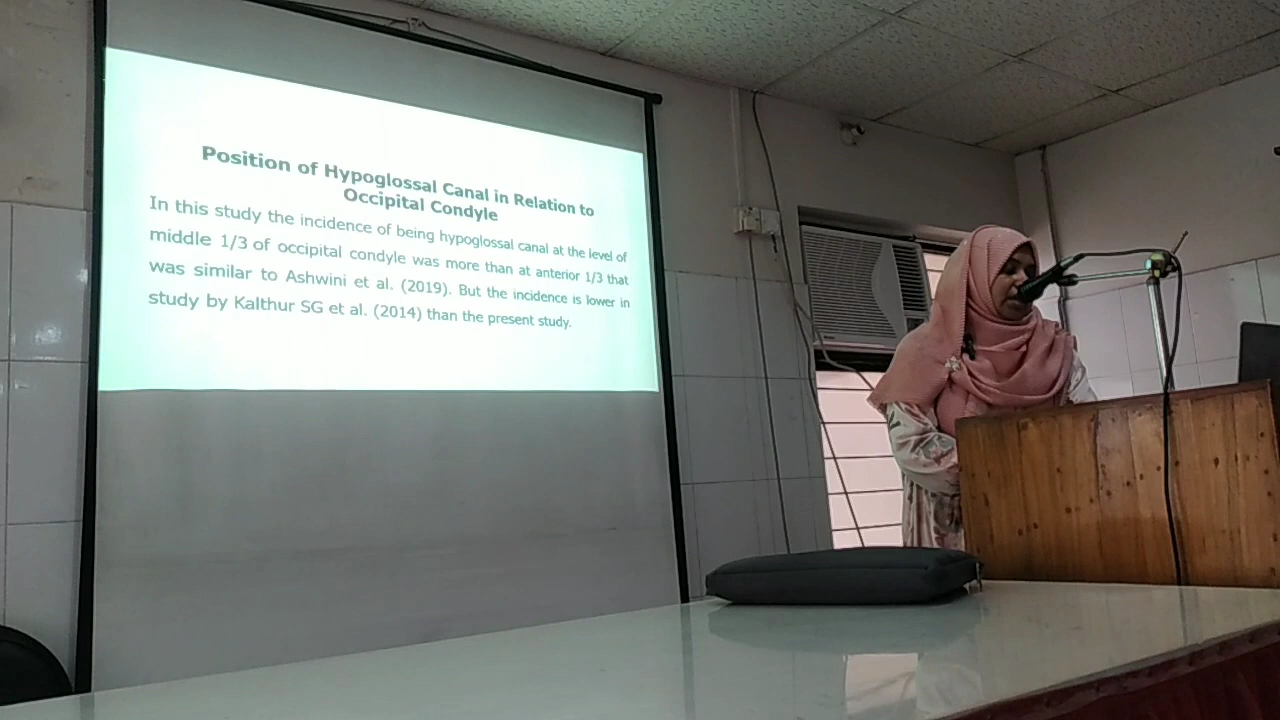 Position of Hypoglossal Canal in Relation to
Occipital Condyle
In this study the incidence of being hypoglossal canal at the level of
middle 1/3 of occipital condyle was more than at anterior 1/3 that
was similar to Ashwini et al. (2019). But the incidence is lower in
study by Kalthur SG et al. (2014) than the present study.